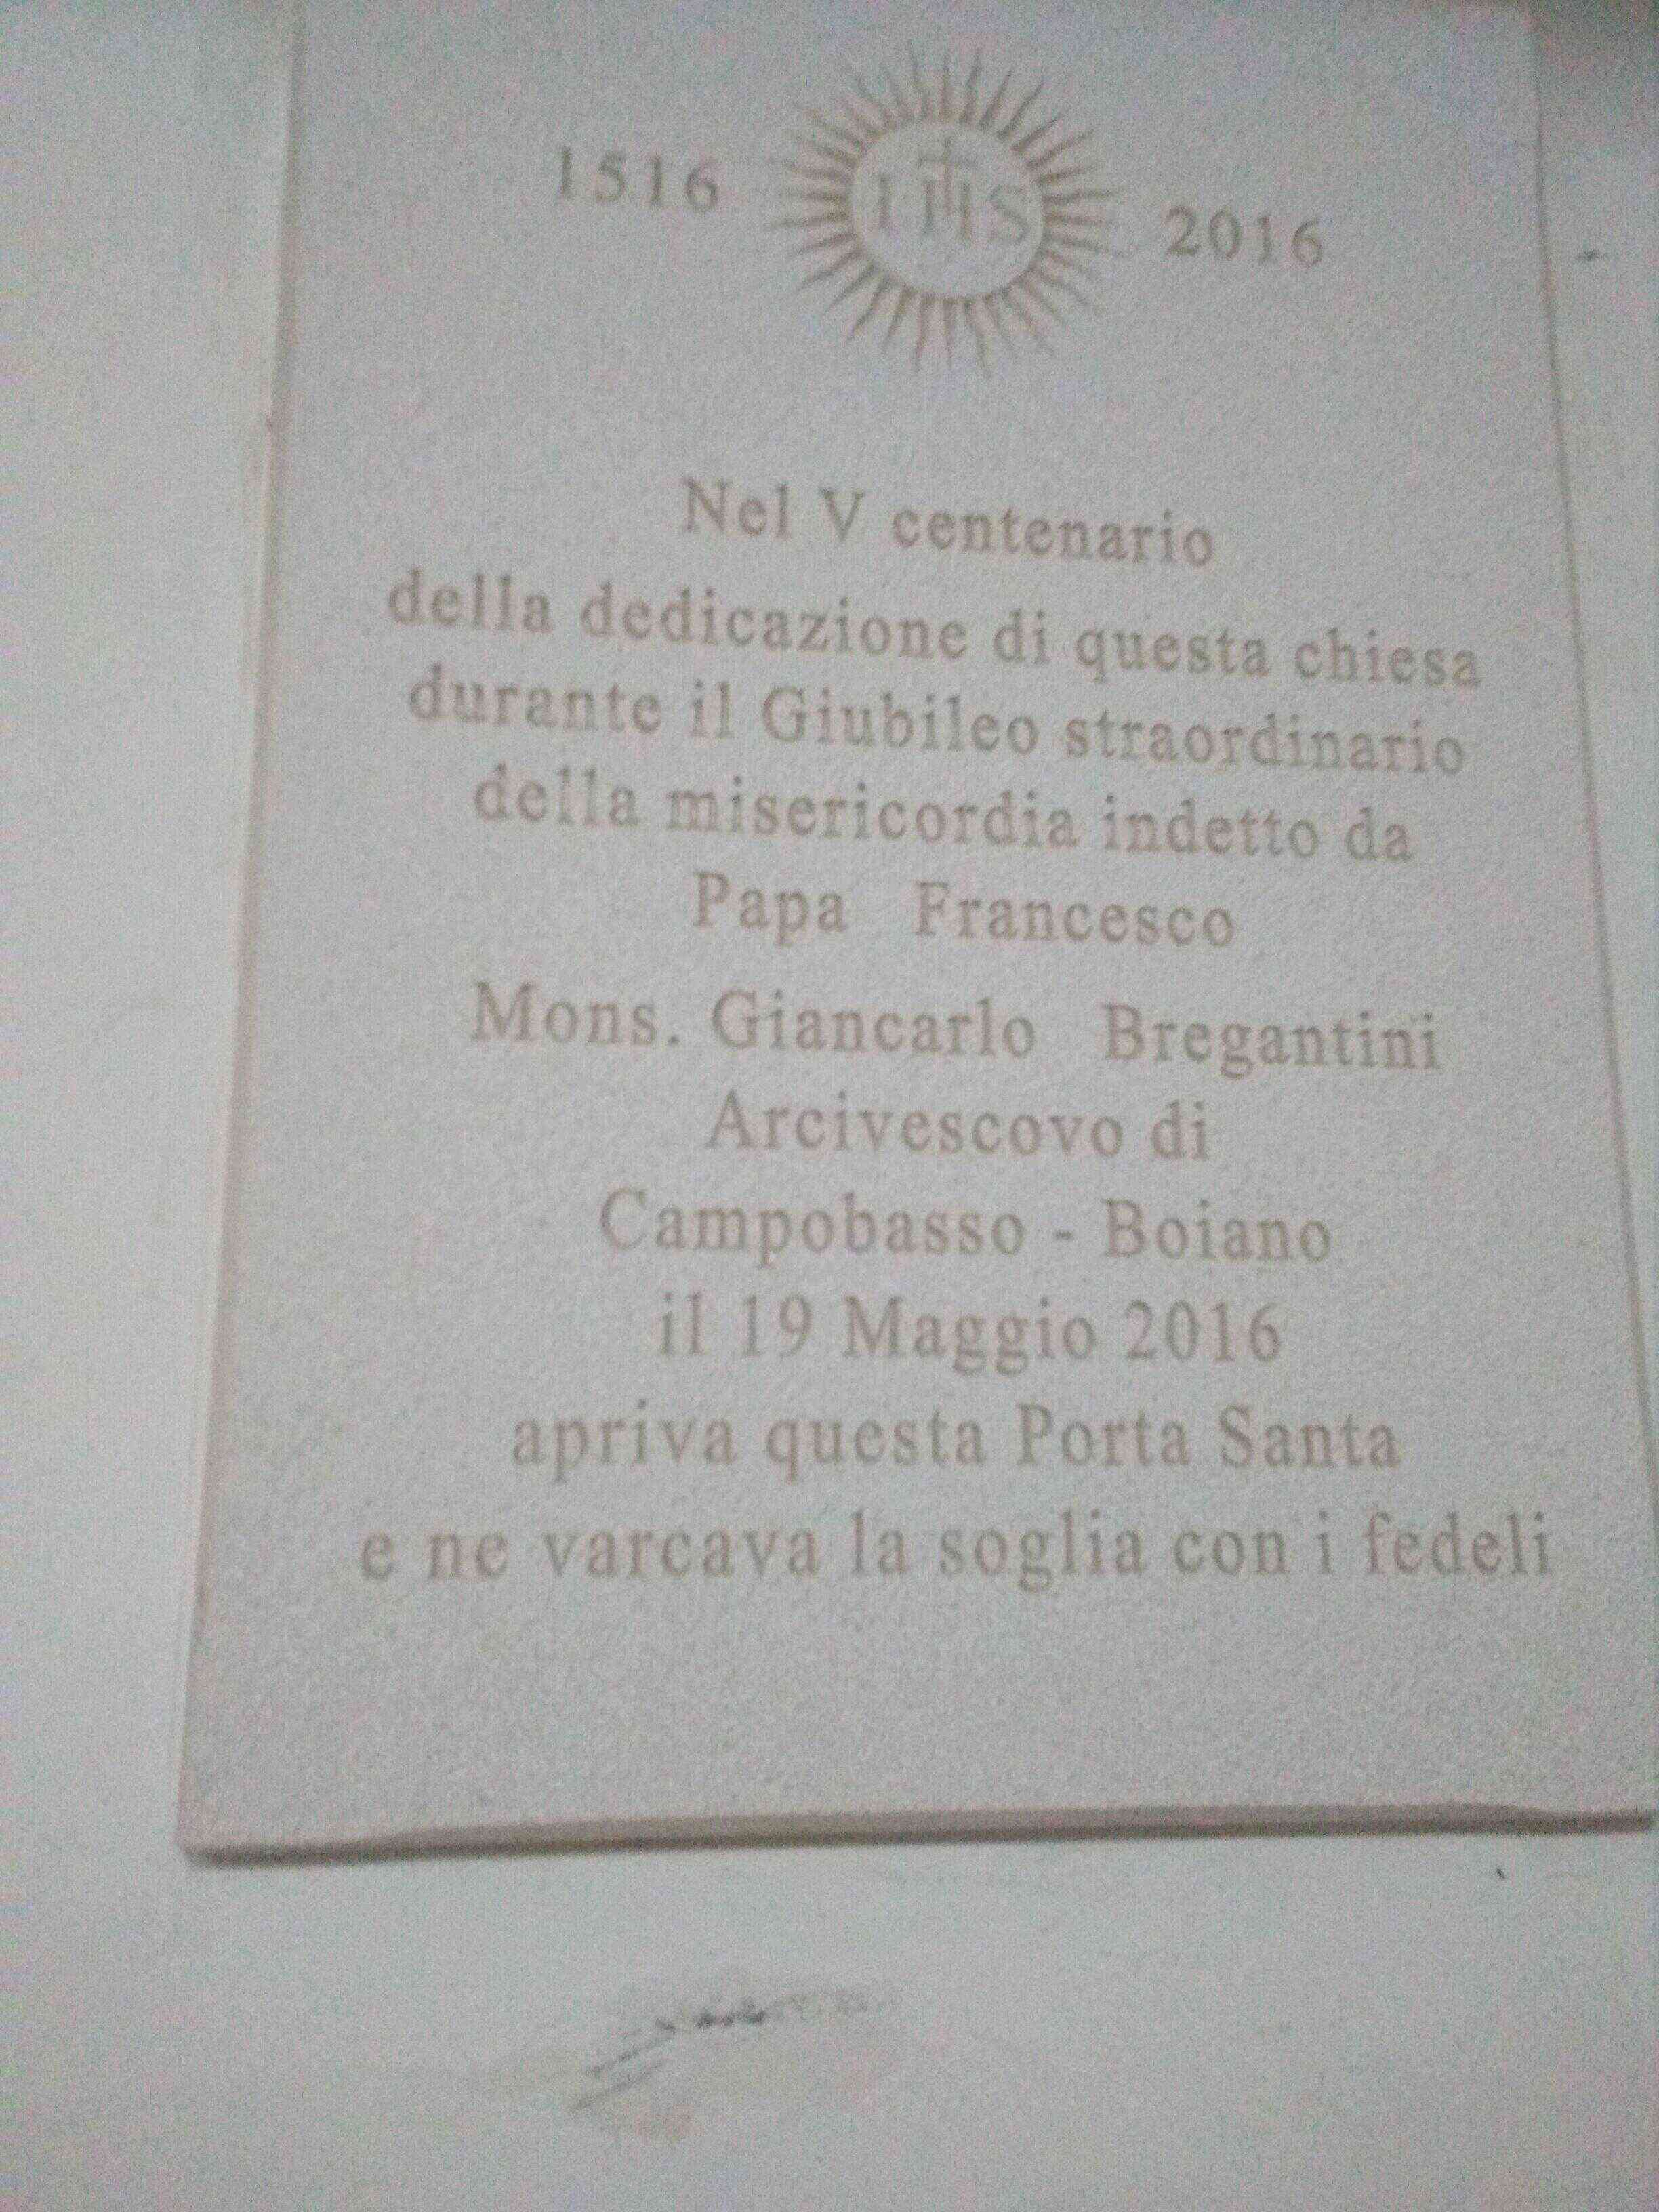 1516 IHS 2016
Nel V centenario
della dedicazione di questa chiesa
durante il Giubileo straordinario
della misericordia indetto da
Papa Francesco
Mons. Giancarlo Bregantini
Arcivescovo di
Campobasso - Boiano
il 19 Maggio 2016
apriva questa Porta Santa
e ne varcava la soglia con i fedeli